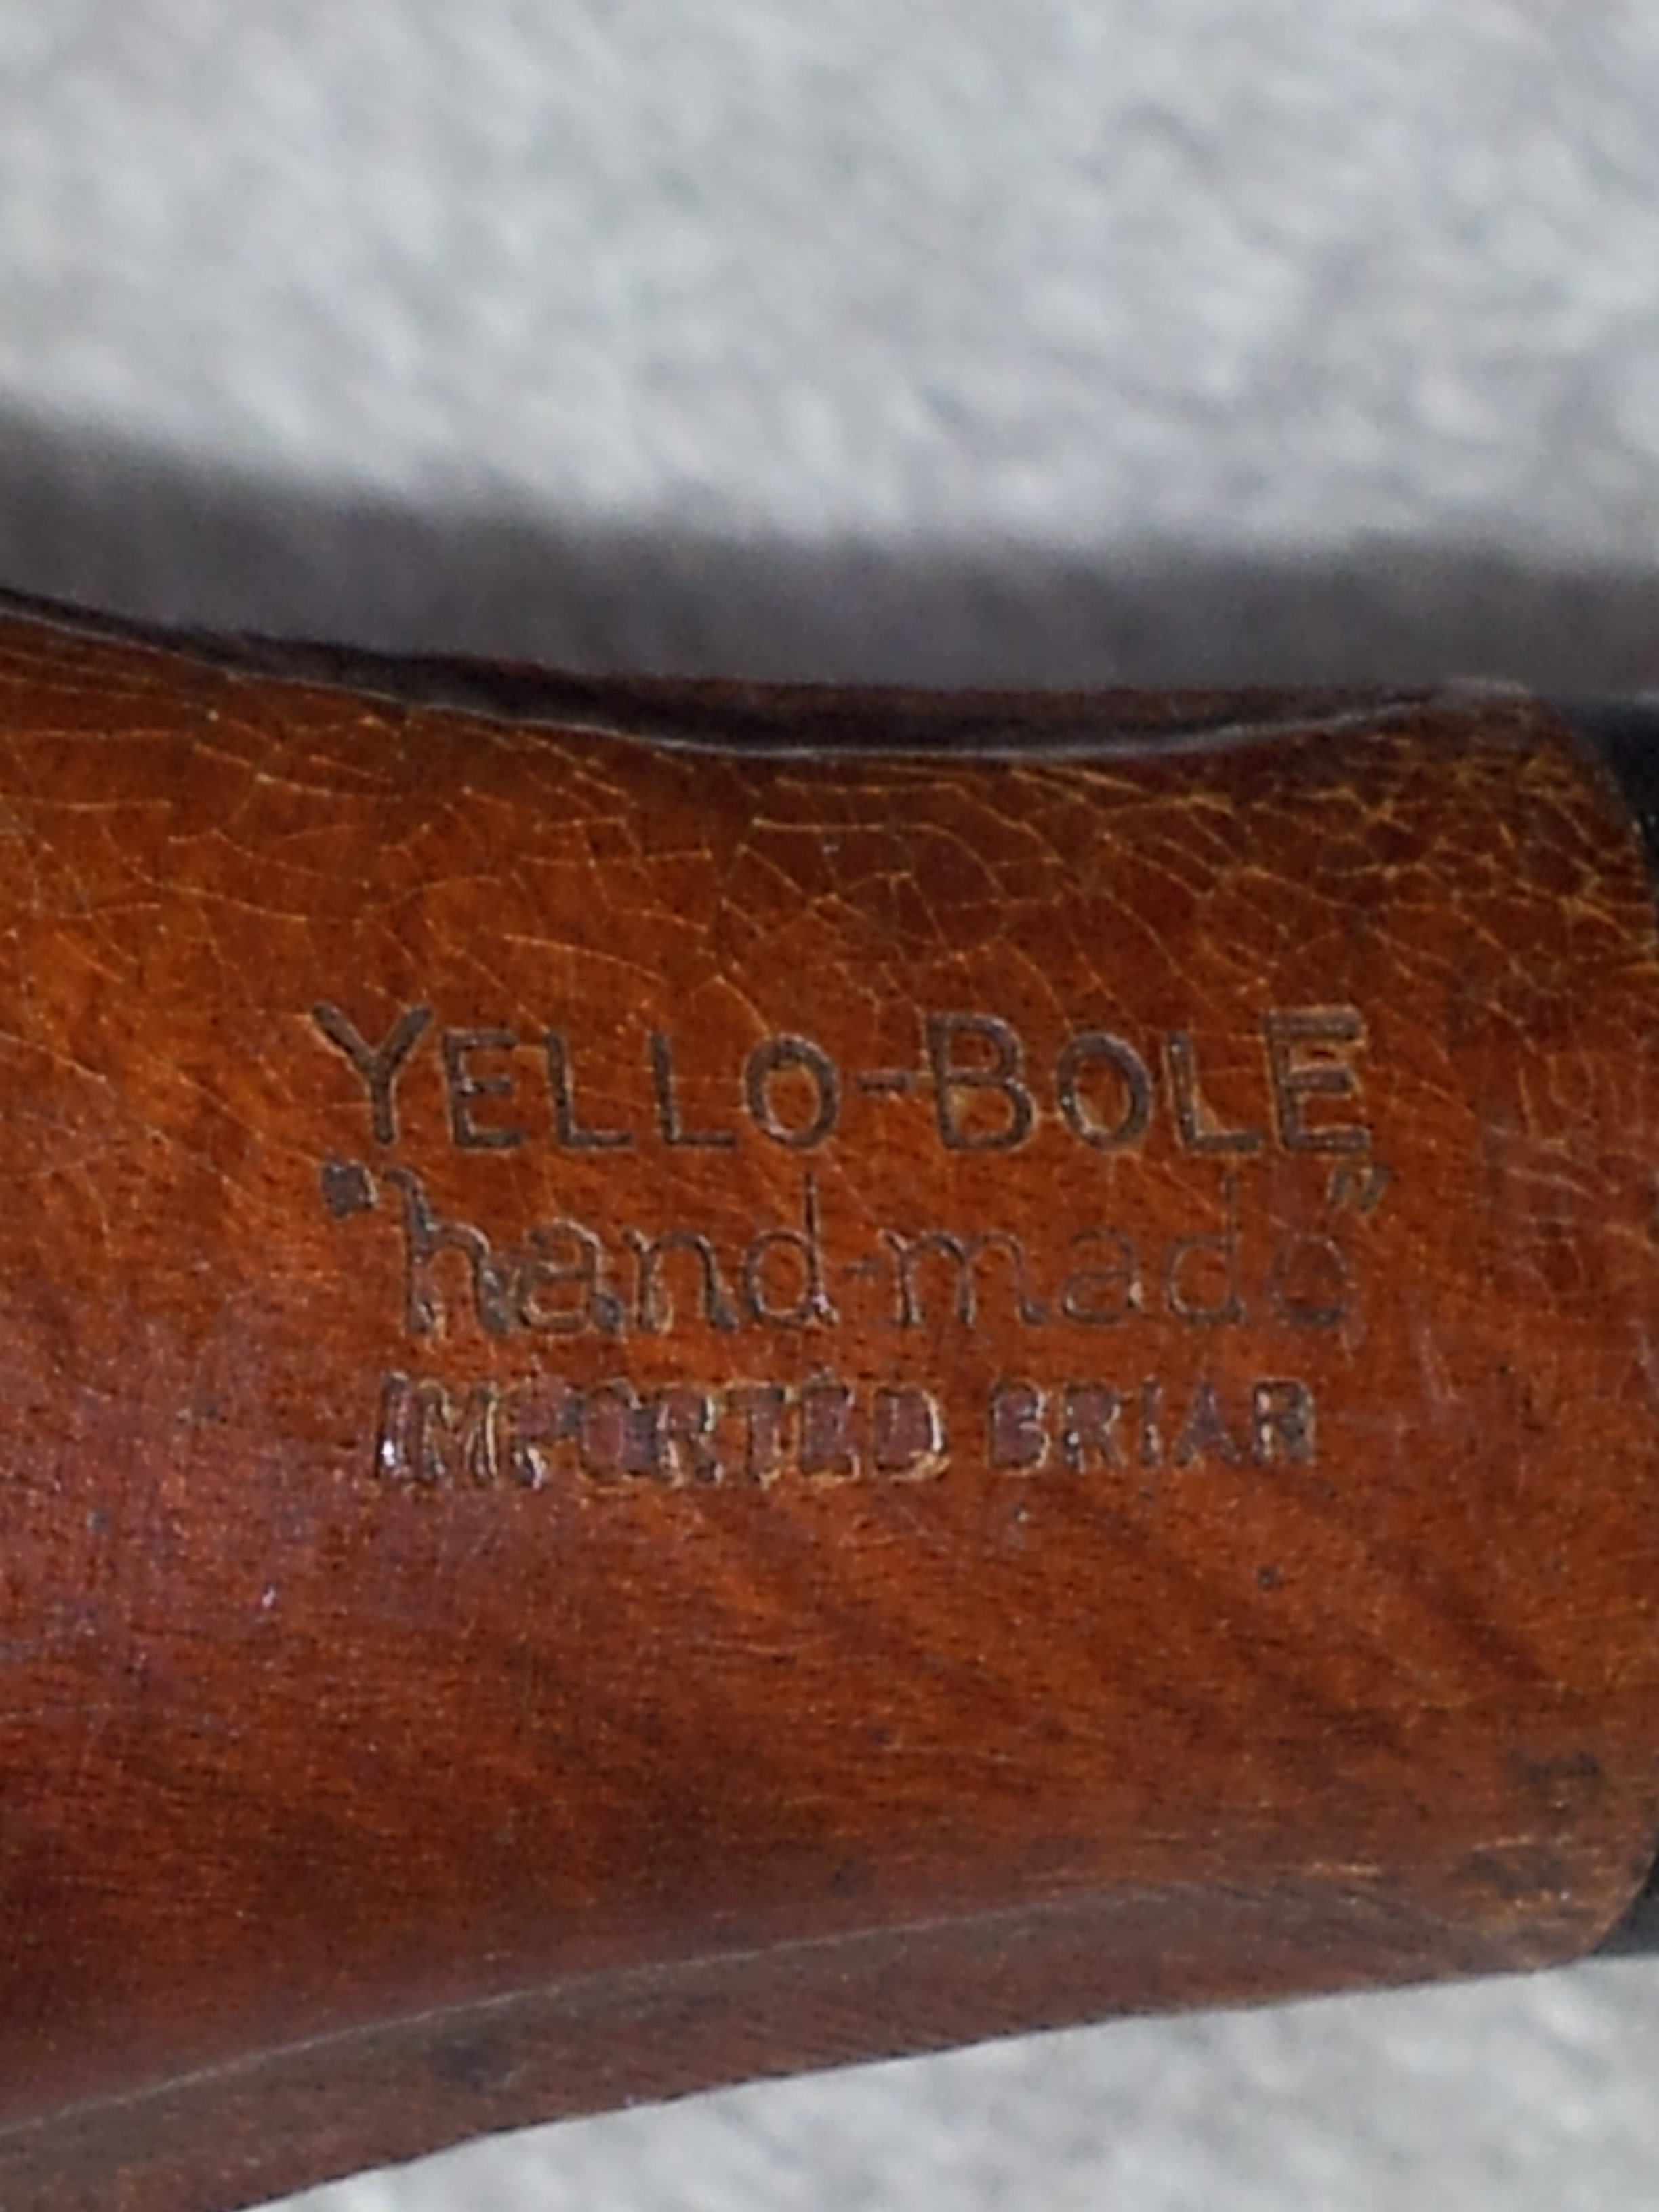 YELLO-BOLE
"hand-made"
IMPORTED BRIAR